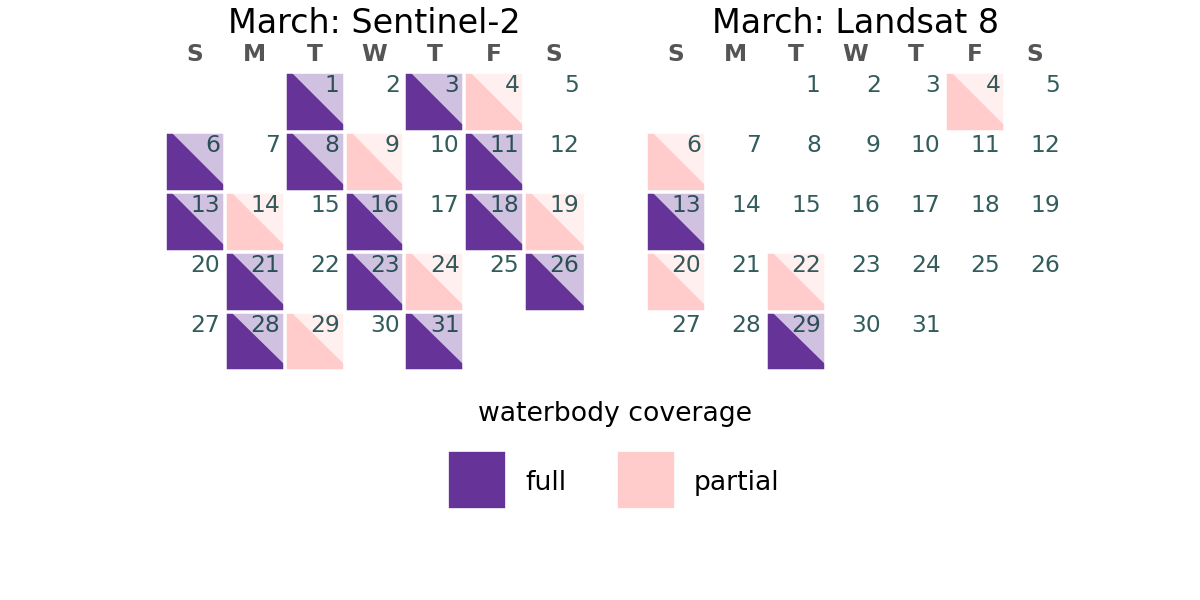 March: Sentinel-2
S M T W T F S
1 2 3 4 5
6 7 8 9 10 11 12
13 14 15 16 17 18 19
20 21 22 23 24 25 26
27 28 29 30 31
March: Landsat 8
S M T W T F S
1 2 3 4 5
6 7 8 9 10 11 12
13 14 15 16 17 18 19
20 21 22 23 24 25 26
27 28 29 30 31
waterbody coverage
full
partial